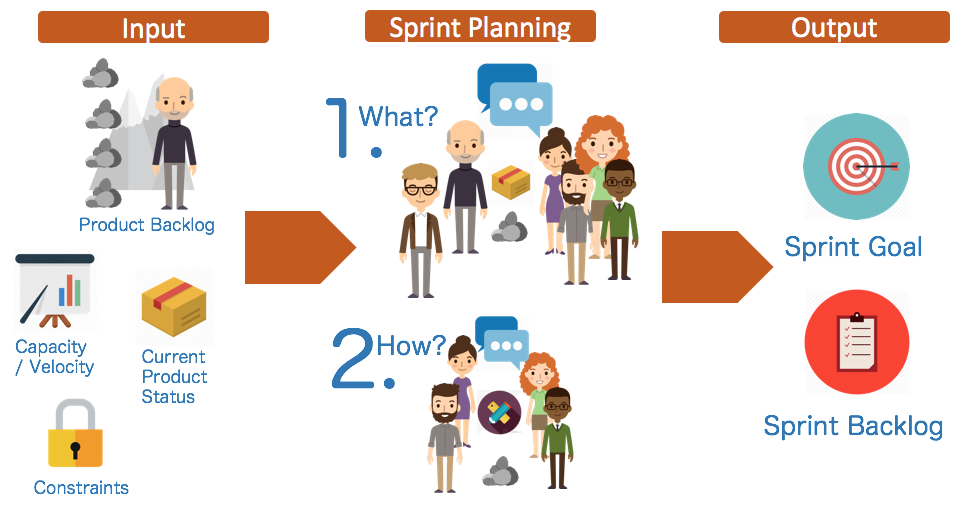 Input
Sprint Planning
Output
Product Backlog
Capacity
/ Velocity
Current
Product
Status
Constraints
1.
What?
2.
How?
Sprint Goal
Sprint Backlog